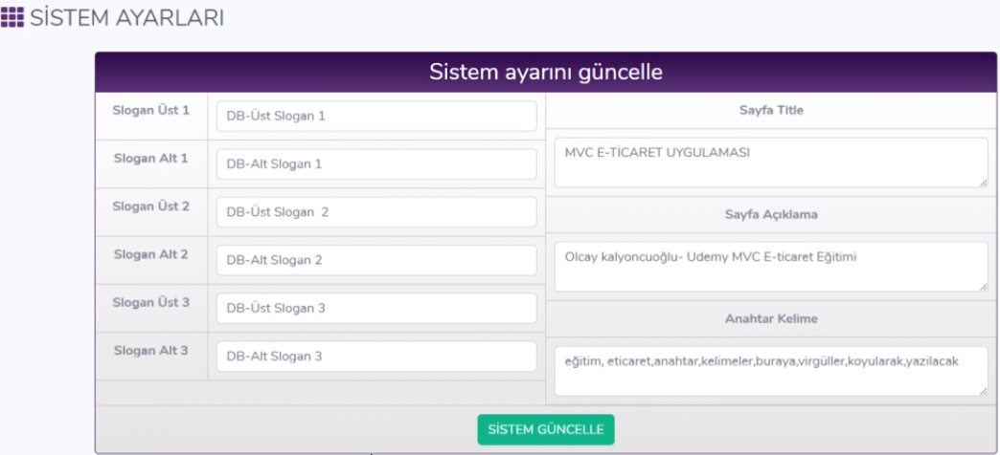 SİSTEM AYARLARI
Sistem ayarını güncelle
Slogan Üst 1
DB-Üst Slogan 1
Slogan Alt 1
DB-Alt Slogan 1
Slogan Üst 2
DB-Üst Slogan  2
Slogan Alt 2
DB-Alt Slogan 2
Slogan Üst 3
DB-Üst Slogan 3
Slogan Alt 3
DB-Alt Slogan 3
Sayfa Title
MVC E-TİCARET UYGULAMASI
Sayfa Açıklama
Olcay kalyoncuoğlu- Udemy MVC E-ticaret Eğitimi
Anahtar Kelime
eğitim, eticaret,anahtar,kelimeler,buraya,virgüller,koyularak,yazilacak
SİSTEM GÜNCELLE